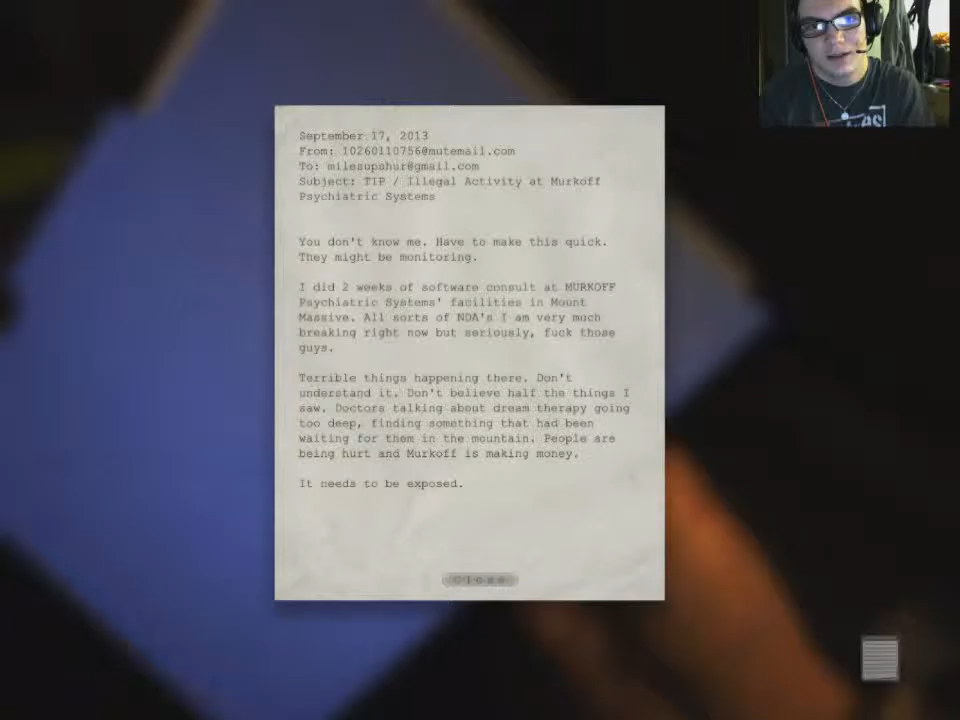 September 17, 2013
From: 10260110756@mutemail.com
To: milesupshur@gmail.com
Subject: TIP / Illegal Activity at Murkoff
Psychiatric Systems
You don't know me. Have to make this quick.
They might be monitoring.
I did 2 weeks of software consult at MURKOFF
Psychiatric Systems' facilities in Mount
Massive. All sorts of NDA's I am very much
breaking right now but seriously, fuck those
guys.
Terrible things happening there. Don't
understand it. Don't believe half the things I
saw. Doctors talking about dream therapy going
too deep, finding something that had been
waiting for them in the mountain. People are
being hurt and Murkoff is making money.
It needs to be exposed.
Close